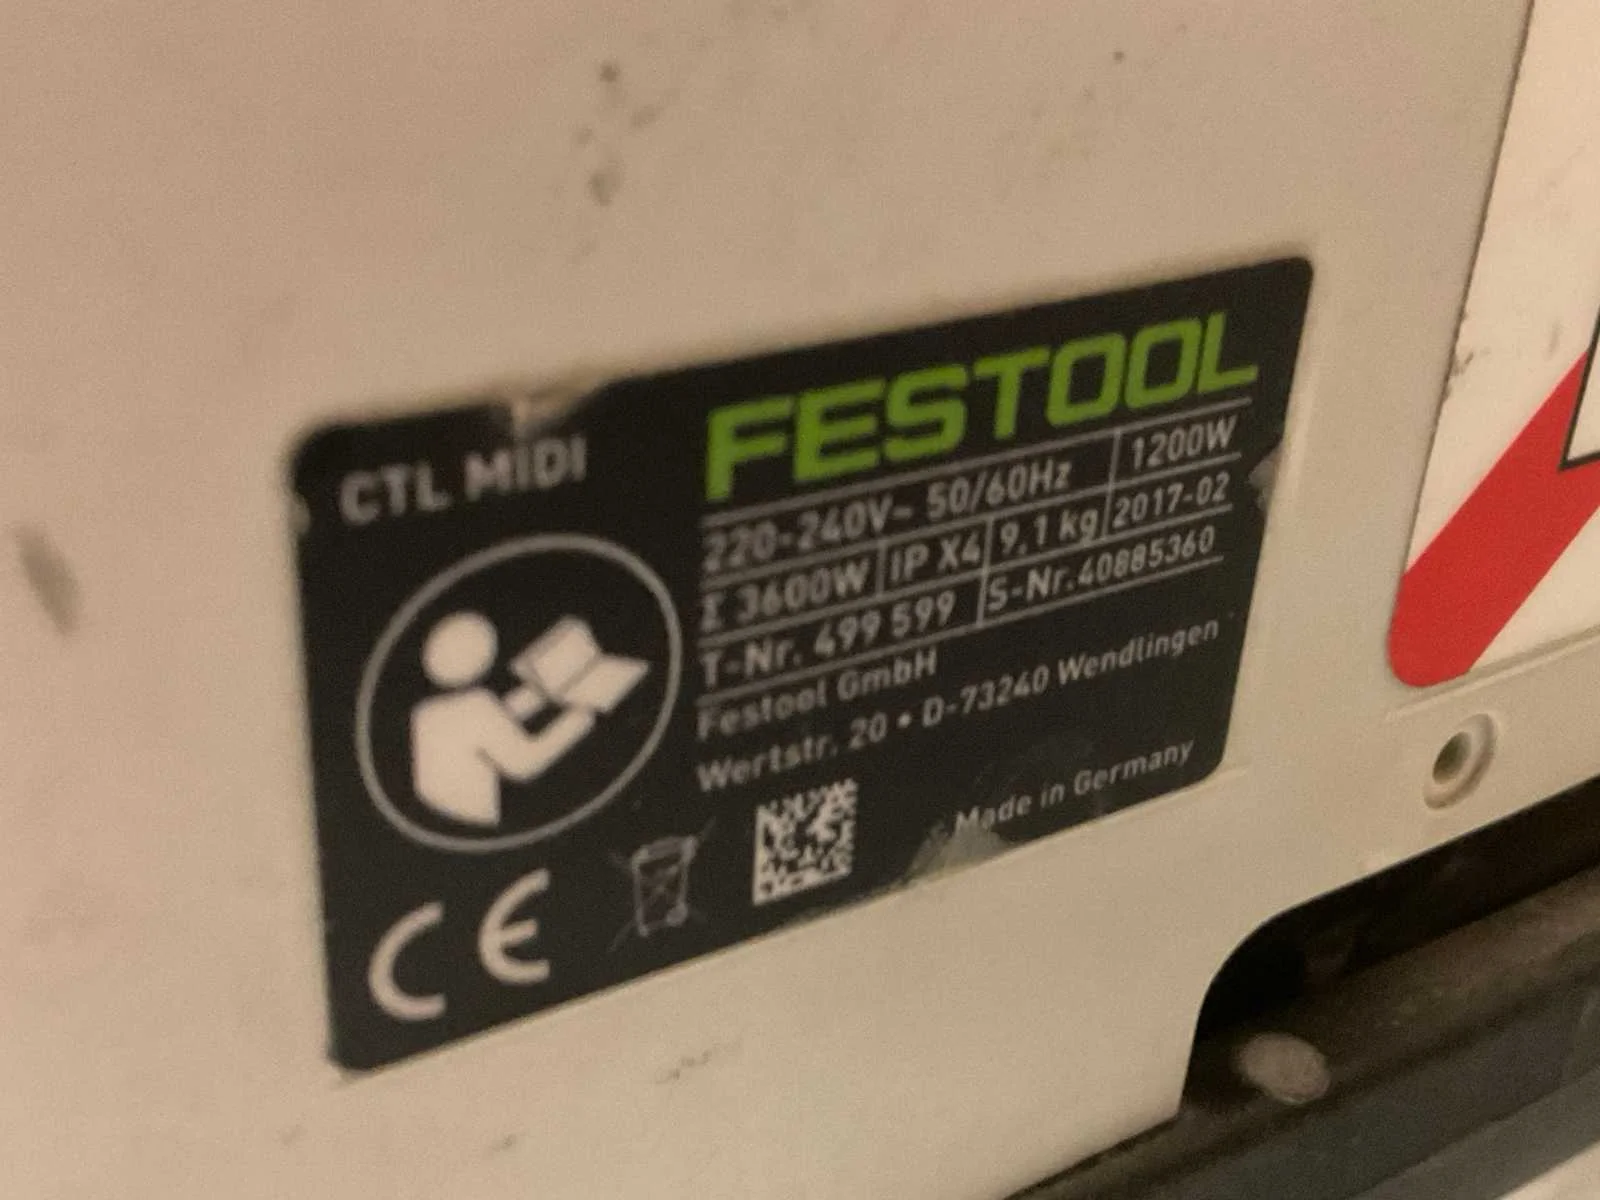 CTL MIDI
FESTOOL
220-240V~ 50/60Hz 1200W
Σ 3600W IP X4 9,1 kg 2017-02
T-Nr. 499 599 S-Nr. 40885360
Festool GmbH
Wertstr. 20 • D-73240 Wendlingen
Made in Germany
CE